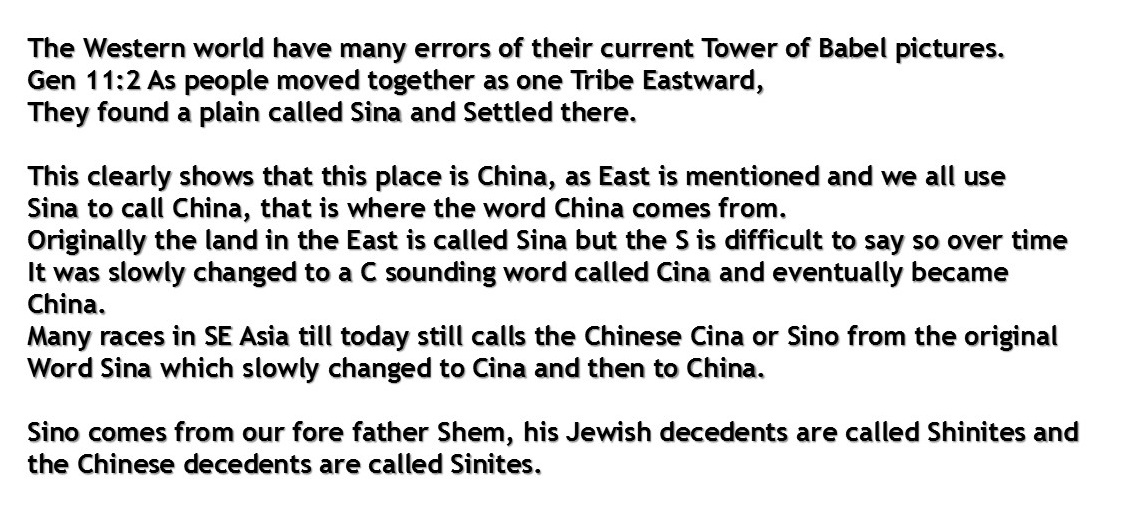 The Western world have many errors of their current Tower of Babel pictures.
Gen 11:2 As people moved together as one Tribe Eastward,
They found a plain called Sina and Settled there.
This clearly shows that this place is China, as East is mentioned and we all use
Sina to call China, that is where the word China comes from.
Originally the land in the East is called Sina but the S is difficult to say so over time
It was slowly changed to a C sounding word called Cina and eventually became
China.
Many races in SE Asia till today still calls the Chinese Cina or Sino from the original
Word Sina which slowly changed to Cina and then to China.
Sino comes from our fore father Shem, his Jewish decedents are called Shinites and
the Chinese decedents are called Sinites.